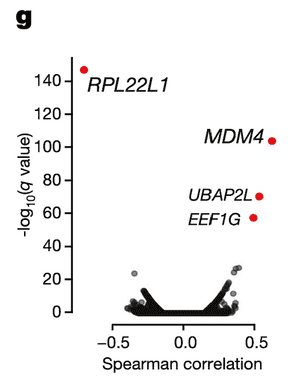 g
140
120
100
80
60
40
20
0
-log10(q value)
RPL22L1
MDM4
UBAP2L
EEF1G
−0.5 0.0 0.5
Spearman correlation